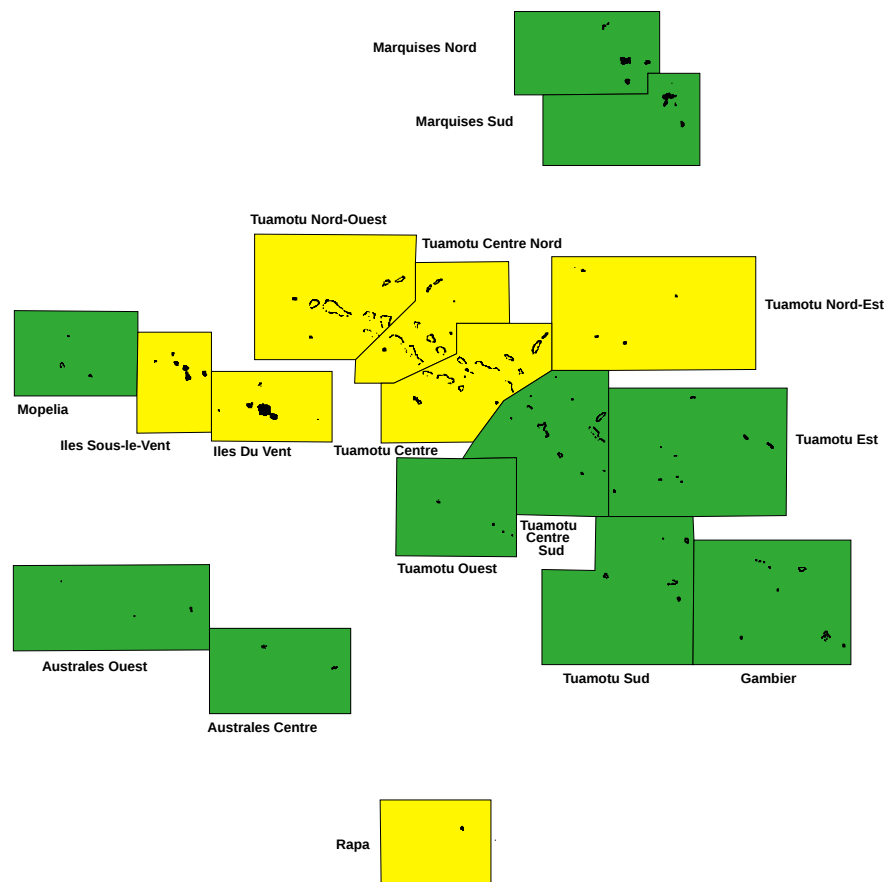 Marquises Nord
Marquises Sud
Tuamotu Nord-Ouest
Tuamotu Centre Nord
Tuamotu Nord-Est
Mopelia
Iles Sous-le-Vent
Iles Du Vent
Tuamotu Centre
Tuamotu Est
Tuamotu
Centre
Sud
Tuamotu Ouest
Australes Ouest
Tuamotu Sud
Gambier
Australes Centre
Rapa